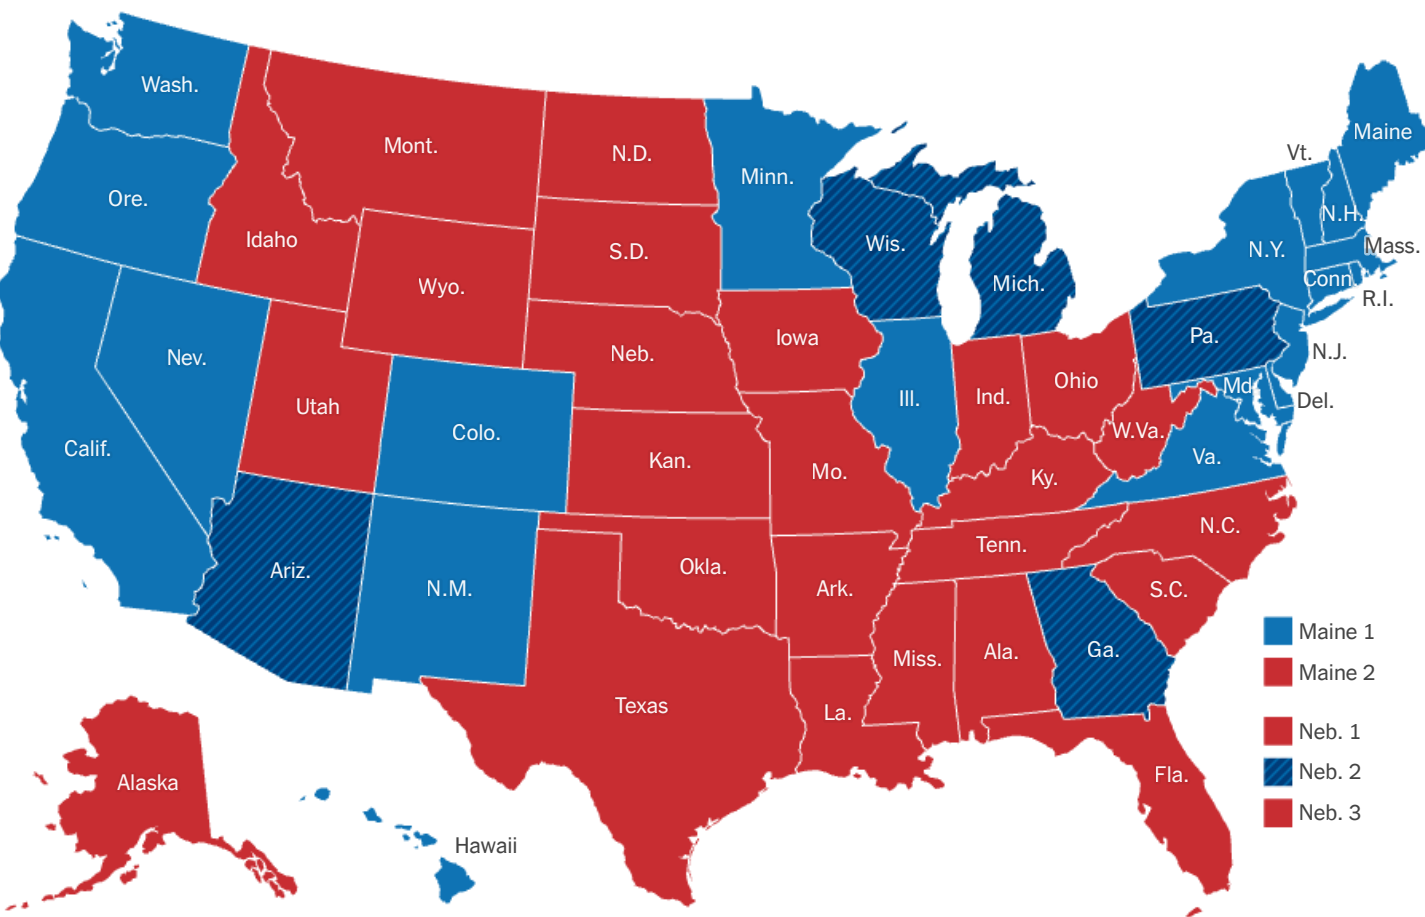 Wash.
Maine
Mont.
Vt.
N.D.
Minn.
Ore.
N.H.
Idaho
Wis.
Mass.
N.Y.
S.D.
Conn.
Wyo.
Mich.
R.I.
Pa.
Iowa
N.J.
Neb.
Nev.
Ohio
Md.
Utah
Ill.
Ind.
Del.
Colo.
W.Va.
Calif.
Kan.
Mo.
Va.
Ky.
N.C.
Tenn.
Ariz.
Okla.
N.M.
Ark.
S.C.
Maine 1
Ga.
Ala.
Miss.
Maine 2
Texas
La.
Neb. 1
Neb. 2
Alaska
Fla.
Neb. 3
Hawaii